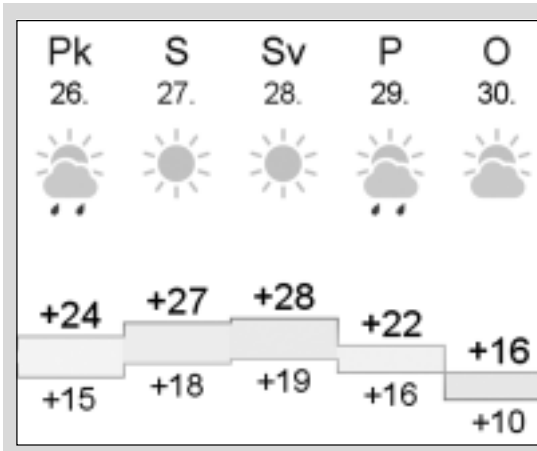 Pk S Sv P O
26. 27. 28. 29. 30.
+24 +27 +28 +22 +16
+15 +18 +19 +16 +10